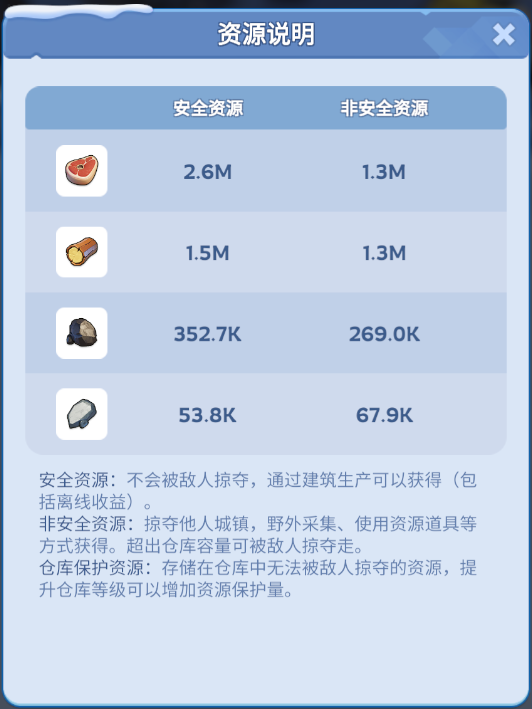 资源说明
安全资源 非安全资源
2.6M 1.3M
1.5M 1.3M
352.7K 269.0K
53.8K 67.9K
安全资源：不会被敌人掠夺，通过建筑生产可以获得（包
括离线收益）。
非安全资源：掠夺他人城镇，野外采集、使用资源道具等
方式获得。超出仓库容量可被敌人掠夺走。
仓库保护资源：存储在仓库中无法被敌人掠夺的资源，提
升仓库等级可以增加资源保护量。